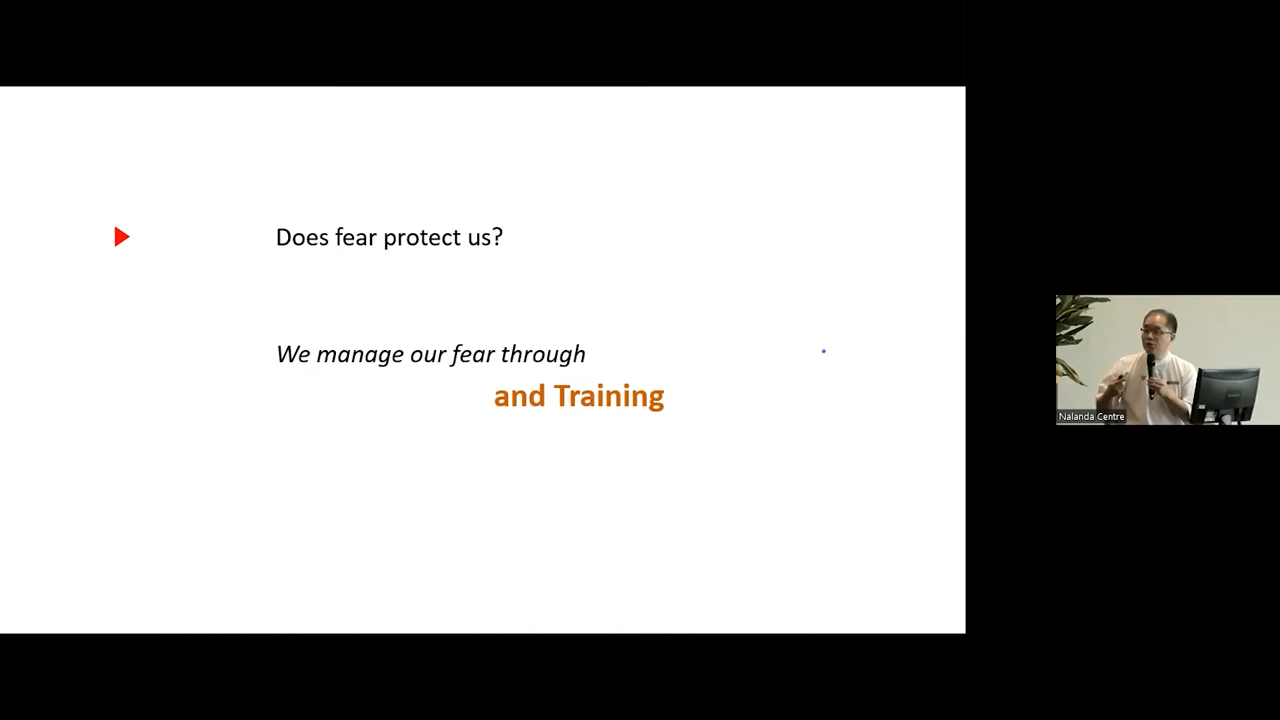 Does fear protect us?
We manage our fear through
and Training
Nalanda Centre